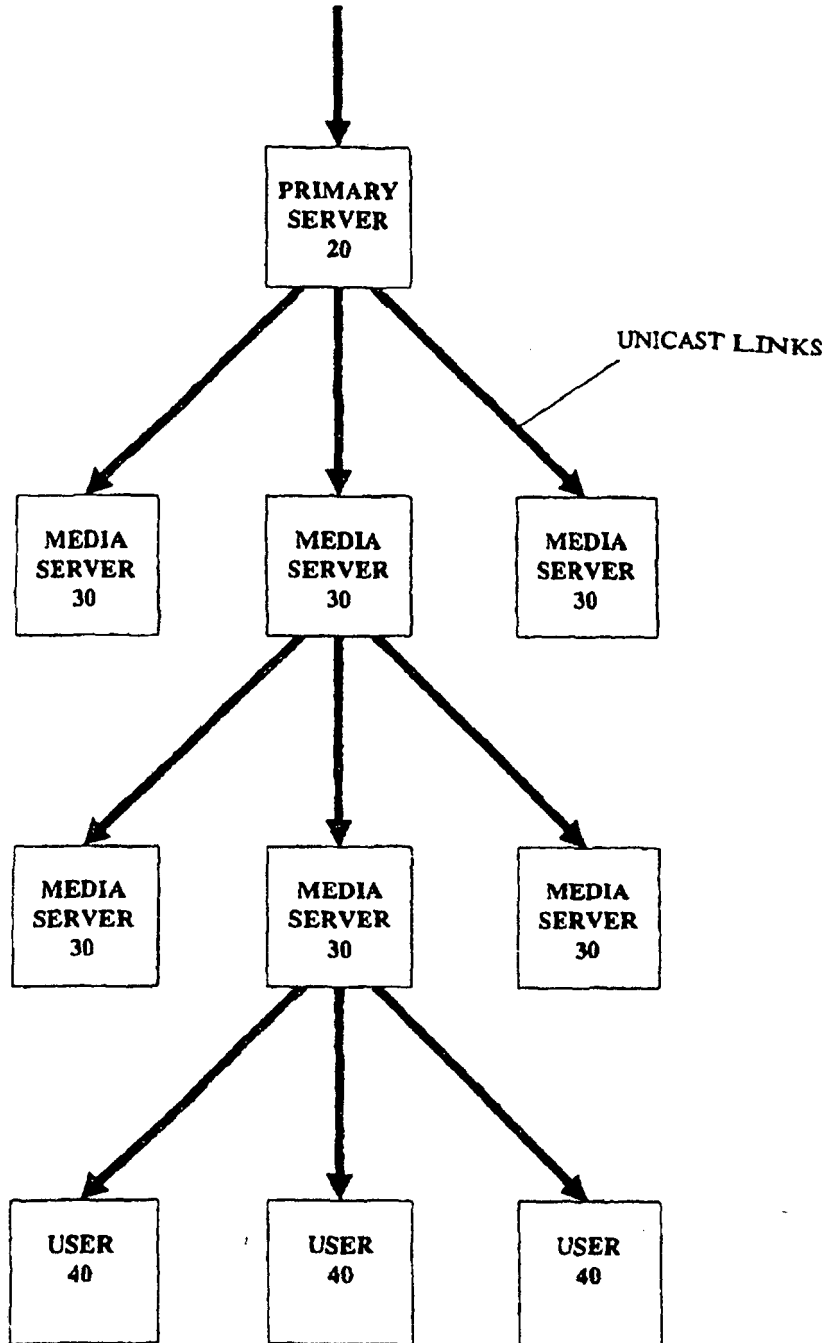 PRIMARY
SERVER
20
UNICAST LINKS
MEDIA
SERVER
30
MEDIA
SERVER
30
MEDIA
SERVER
30
MEDIA
SERVER
30
MEDIA
SERVER
30
MEDIA
SERVER
30
USER
40
USER
40
USER
40